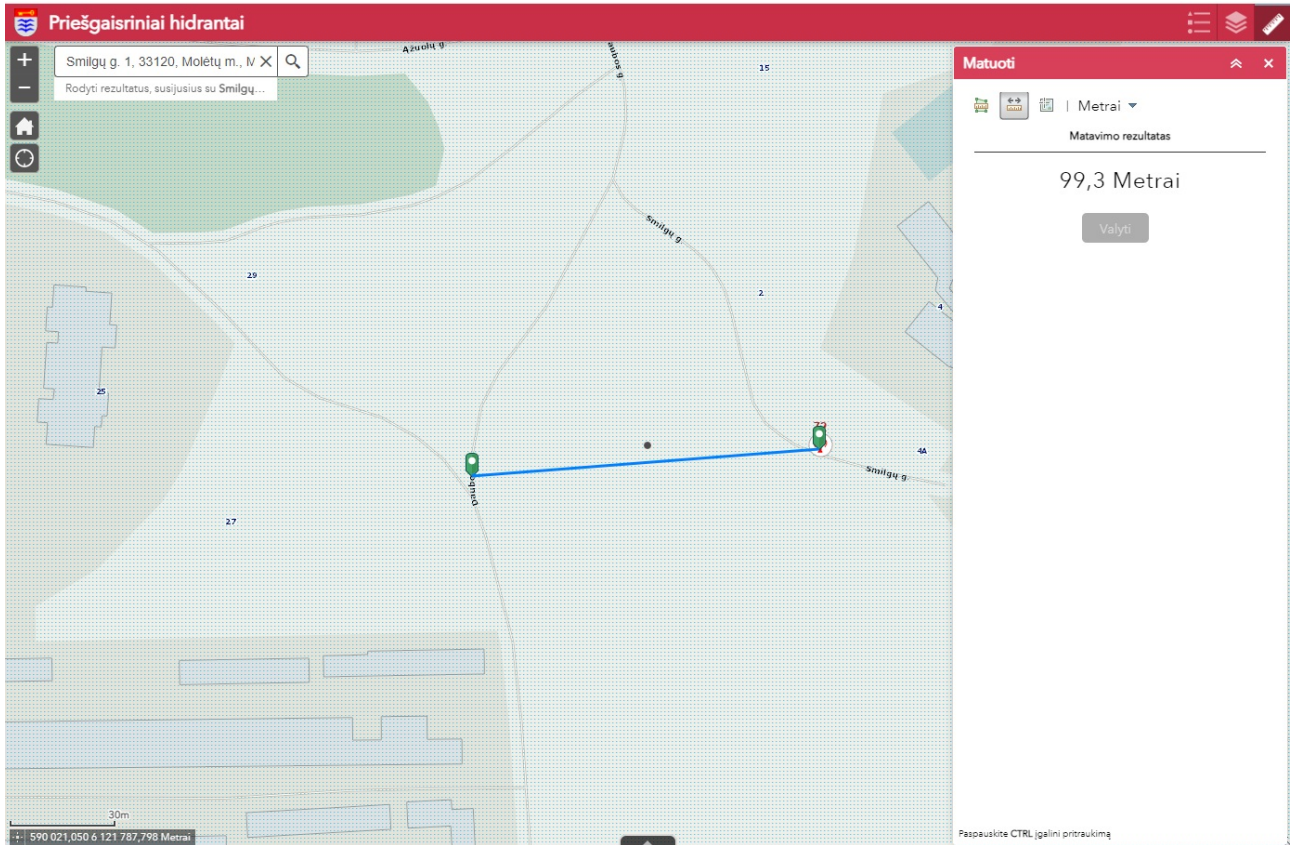 Priešgaisriniai hidrantai
Smilgų g. 1, 33120, Molėtų m., M
Rodyti rezultatus, susijusius su Smilgų...
Ąžuolų g.
15
Matuoti
Metrai
Matavimo rezultatas
99,3 Metrai
Valyti
Smilgų g.
29
2
4
25
4A
Smilgų g.
27
30m
590 021,050 6 121 787,798 Metrai
Paspauskite CTRL įgalini pritraukimą